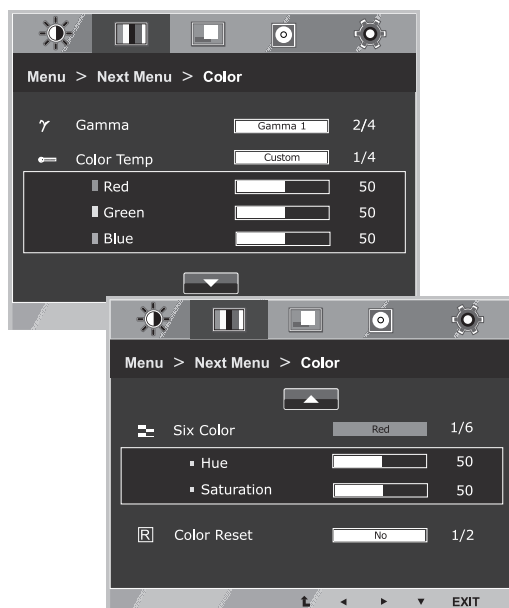 Menu > Next Menu > Color
γ Gamma Gamma 1 2/4
Color Temp Custom 1/4
Red 50
Green 50
Blue 50
Menu > Next Menu > Color
Six Color Red 1/6
Hue 50
Saturation 50
R Color Reset No 1/2
EXIT